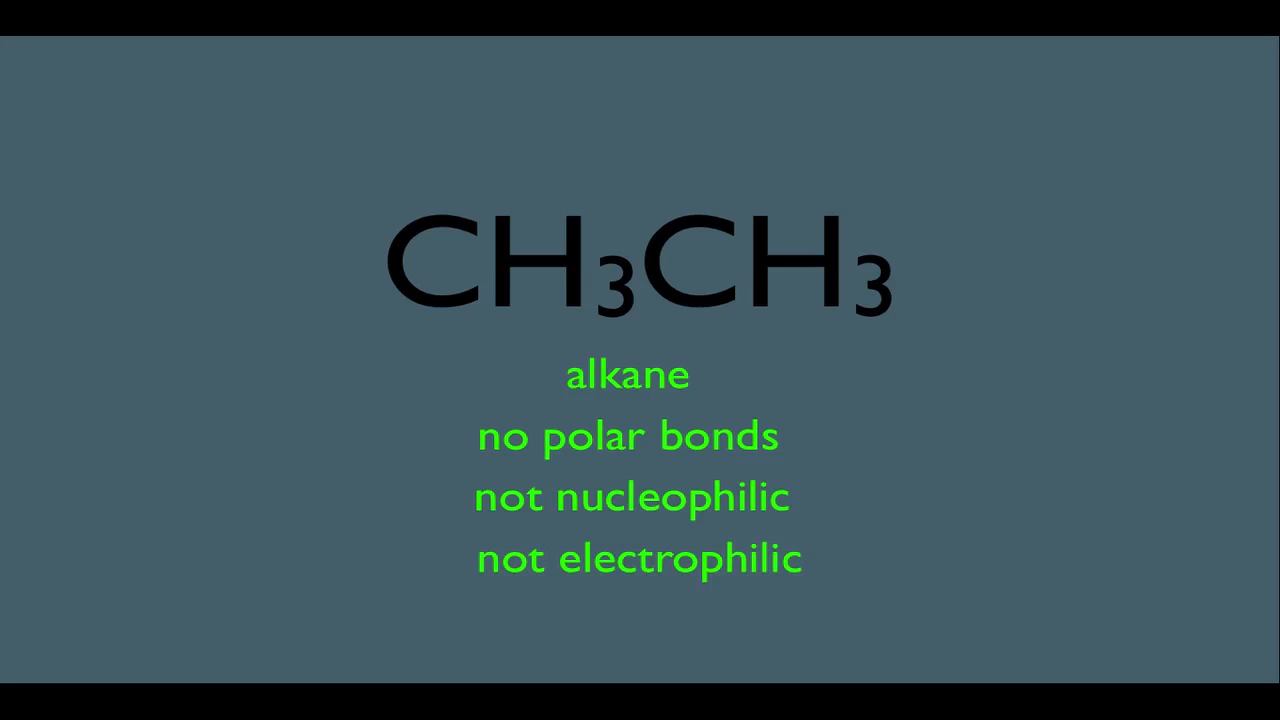 CH₃CH₃
alkane
no polar bonds
not nucleophilic
not electrophilic